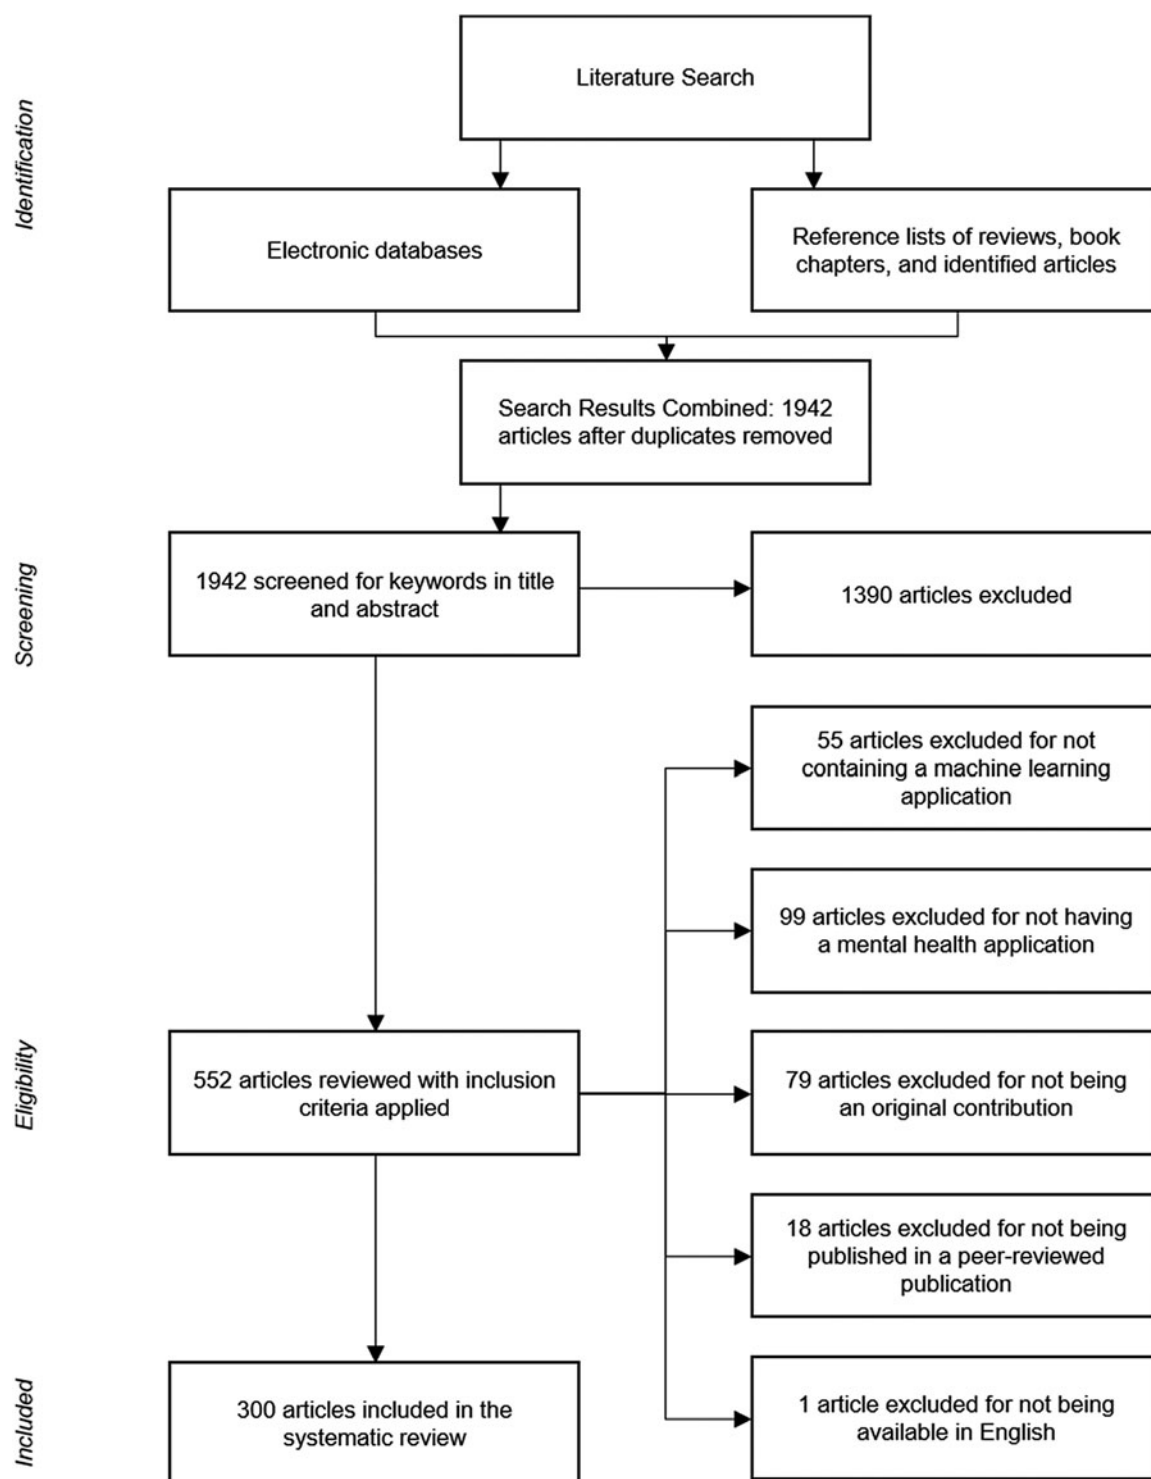 Identification
Literature Search
Electronic databases
Reference lists of reviews, book
chapters, and identified articles
Search Results Combined: 1942
articles after duplicates removed
Screening
1942 screened for keywords in title
and abstract
1390 articles excluded
55 articles excluded for not
containing a machine learning
application
99 articles excluded for not having
a mental health application
Eligibility
552 articles reviewed with inclusion
criteria applied
79 articles excluded for not being
an original contribution
18 articles excluded for not being
published in a peer-reviewed
publication
Included
300 articles included in the
systematic review
1 article excluded for not being
available in English